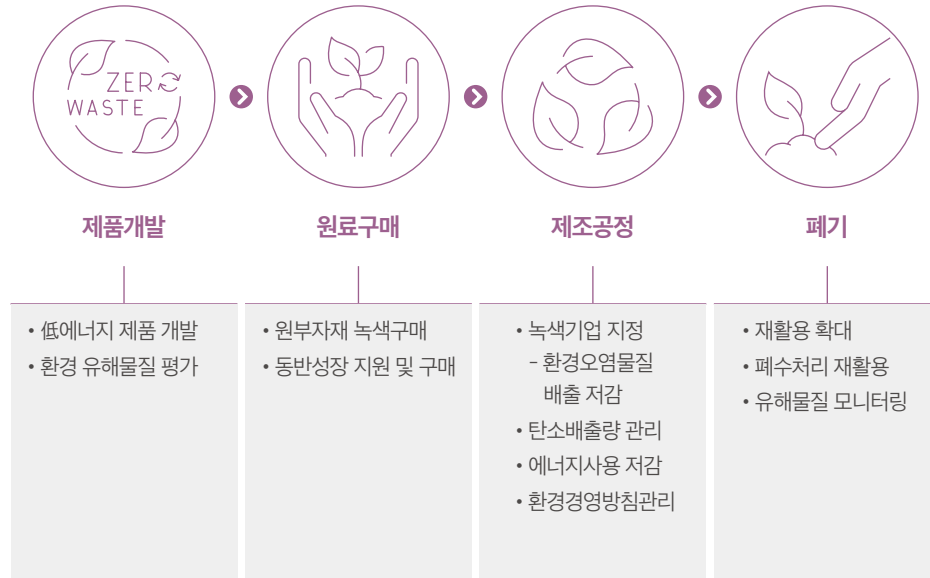 ZERO
WASTE
제품개발
• 低에너지 제품 개발
• 환경 유해물질 평가
원료구매
• 원부자재 녹색구매
• 동반성장 지원 및 구매
제조공정
• 녹색기업 지정
- 환경오염물질
배출 저감
• 탄소배출량 관리
• 에너지사용 저감
• 환경경영방침관리
폐기
• 재활용 확대
• 폐수처리 재활용
• 유해물질 모니터링